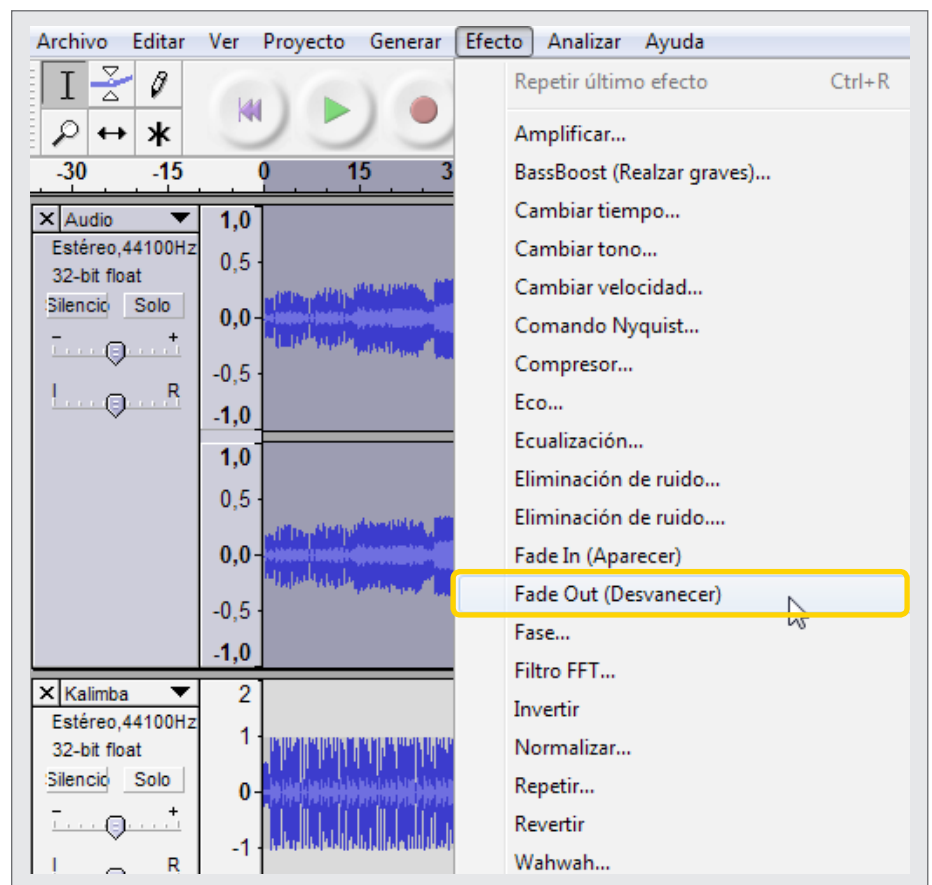 Archivo Editar Ver Proyecto Generar Efecto Analizar Ayuda
Repetir último efecto Ctrl+R
Amplificar...
BassBoost (Realzar graves)...
Cambiar tiempo...
Cambiar tono...
Cambiar velocidad...
Comando Nyquist...
Compresor...
Eco...
Ecualización...
Eliminación de ruido...
Eliminación de ruido....
Fade In (Aparecer)
Fade Out (Desvanecer)
Fase...
Filtro FFT...
Invertir
Normalizar...
Repetir...
Revertir
Wahwah...
-30 -15 0 15 3
X Audio
Estéreo,44100Hz
32-bit float
Silencio Solo
- +
I R
1,0
0,5
0,0
-0,5
-1,0
1,0
0,5
0,0
-0,5
-1,0
X Kalimba
Estéreo,44100Hz
32-bit float
Silencio Solo
- +
I R
2
1
0
-1